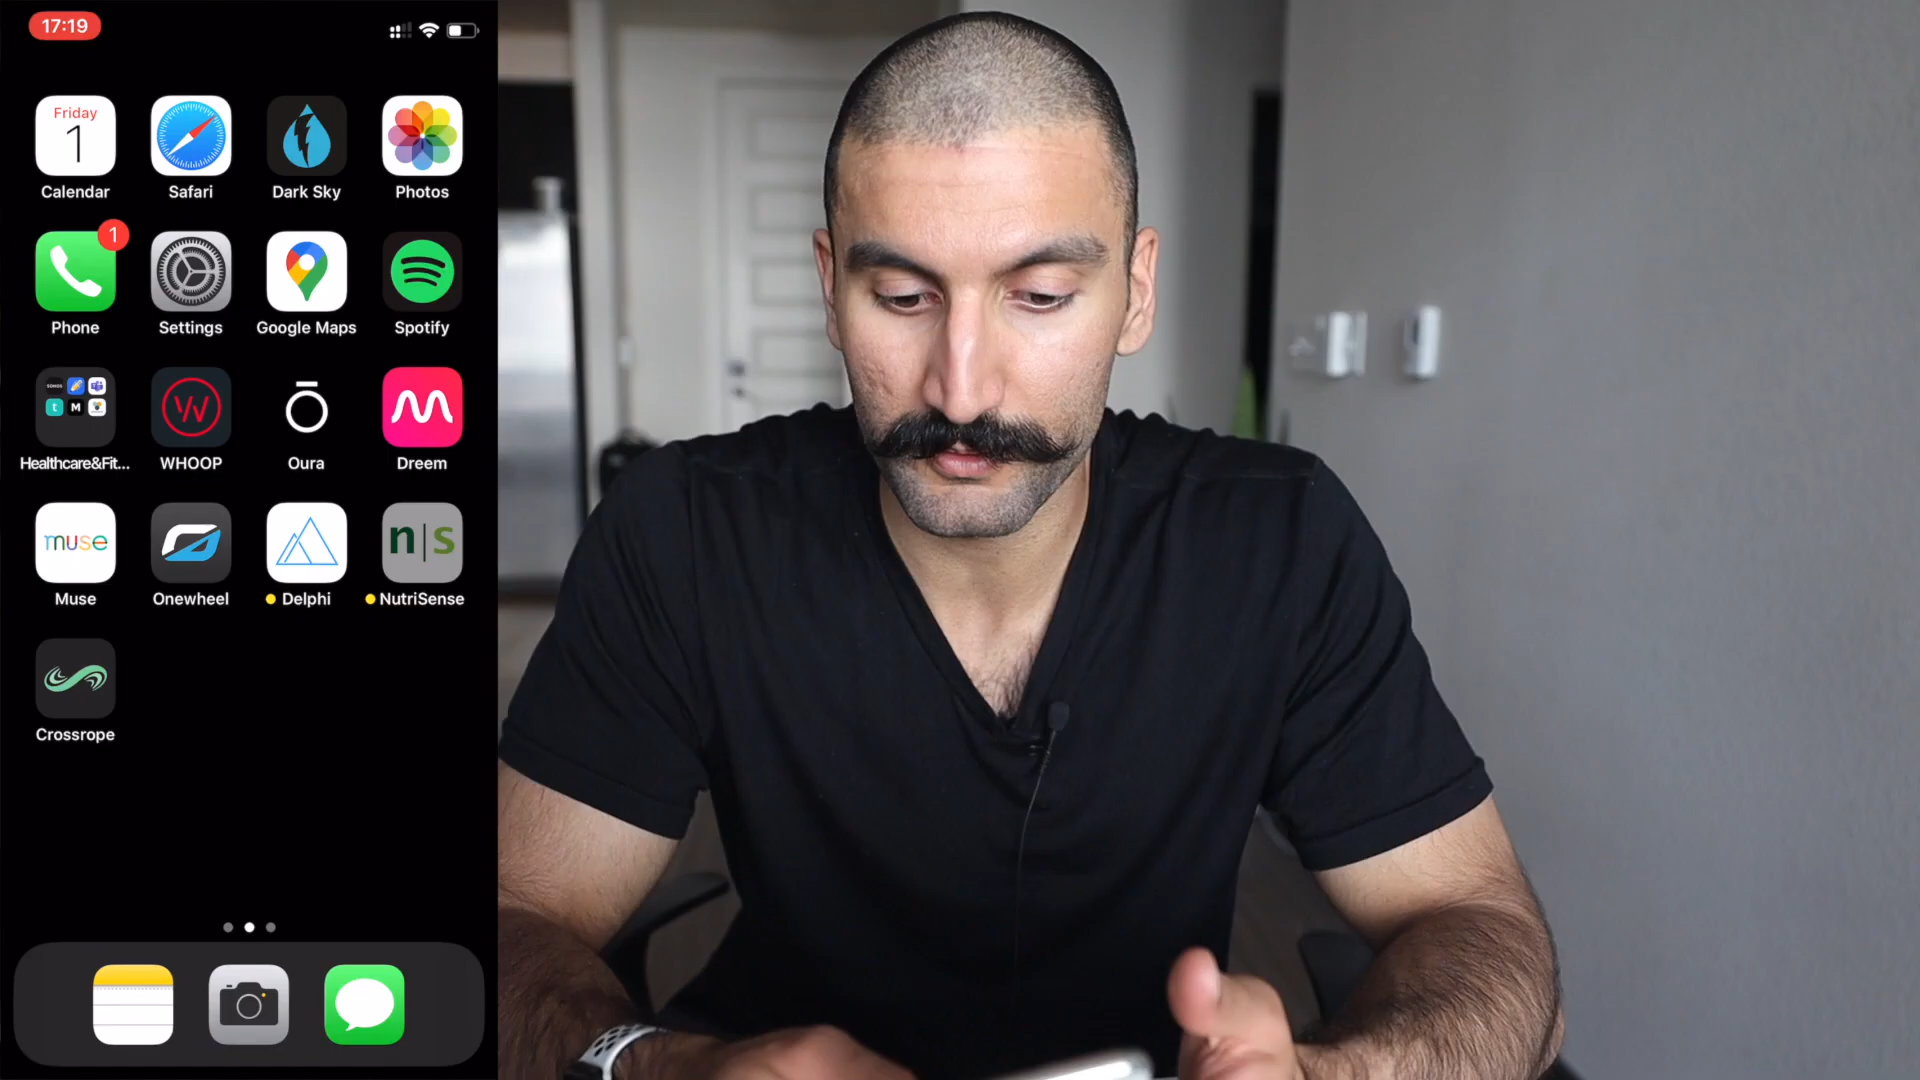 17:19
Friday
1
Calendar
Safari
Dark Sky
Photos
1
Phone
Settings
Google Maps
Spotify
SONOS
t
M
Healthcare&Fit...
W
WHOOP
Oura
Dreem
muse
n|s
Muse
Onewheel
Delphi
NutriSense
Crossrope